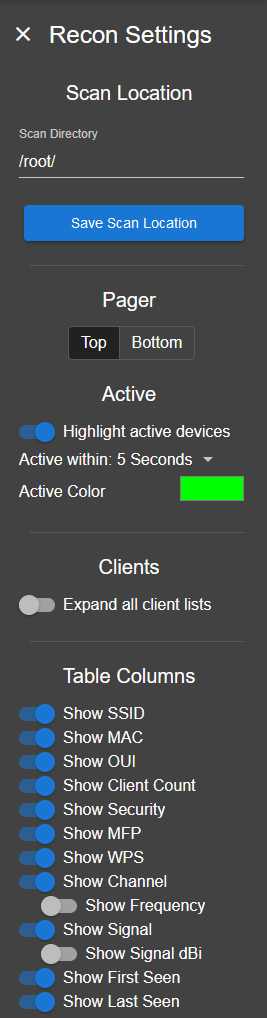 Recon Settings
Scan Location
Scan Directory
/root/
Save Scan Location
Pager
Top Bottom
Active
Highlight active devices
Active within: 5 Seconds
Active Color
Clients
Expand all client lists
Table Columns
Show SSID
Show MAC
Show OUI
Show Client Count
Show Security
Show MFP
Show WPS
Show Channel
Show Frequency
Show Signal
Show Signal dBi
Show First Seen
Show Last Seen